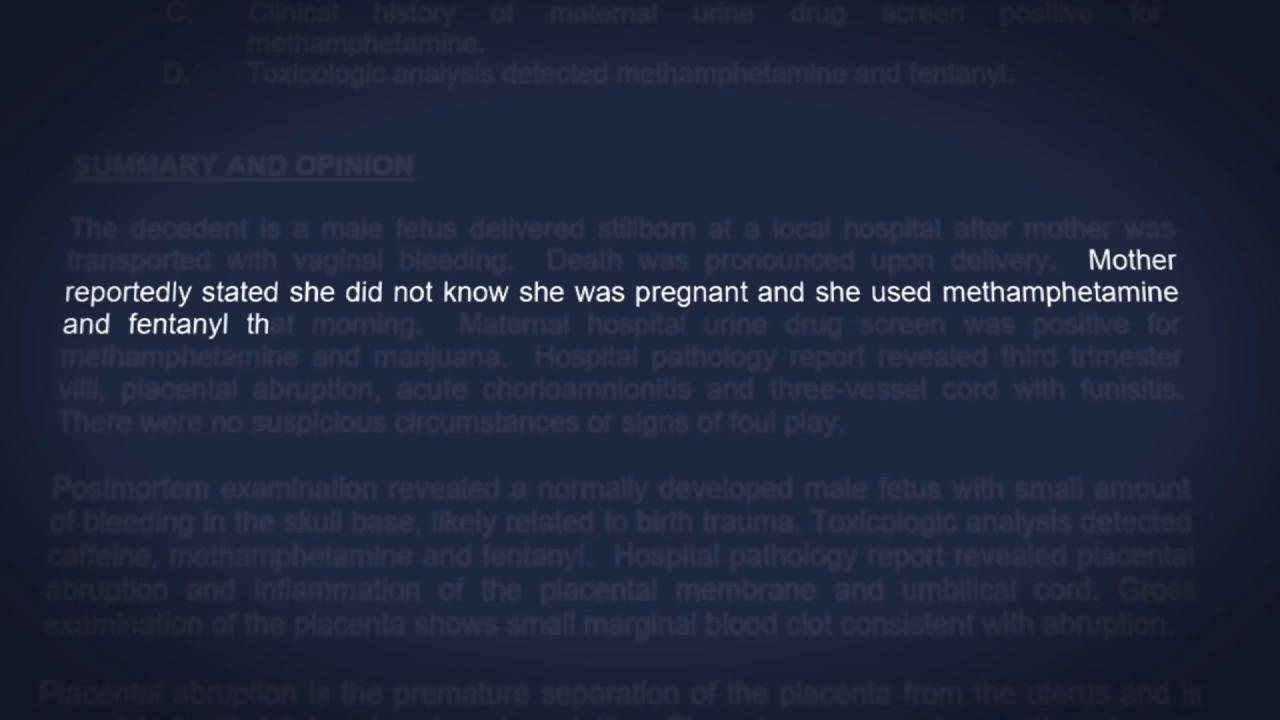 C. Clinical history of maternal urine drug screen positive for
methamphetamine.
D. Toxicologic analysis detected methamphetamine and fentanyl.
SUMMARY AND OPINION
The decedent is a male fetus delivered stillborn at a local hospital after mother was
transported with vaginal bleeding. Death was pronounced upon delivery. Mother
reportedly stated she did not know she was pregnant and she used methamphetamine
and fentanyl that morning. Maternal hospital urine drug screen was positive for
methamphetamine and marijuana. Hospital pathology report revealed third trimester
villi, placental abruption, acute chorioamnionitis and three-vessel cord with funisitis.
There were no suspicious circumstances or signs of foul play.
Postmortem examination revealed a normally developed male fetus with small amount
of bleeding in the skull base, likely related to birth trauma. Toxicologic analysis detected
caffeine, methamphetamine and fentanyl. Hospital pathology report revealed placental
abruption and inflammation of the placental membrane and umbilical cord. Gross
examination of the placenta shows small marginal blood clot consistent with abruption.
Placental abruption is the premature separation of the placenta from the uterus and is